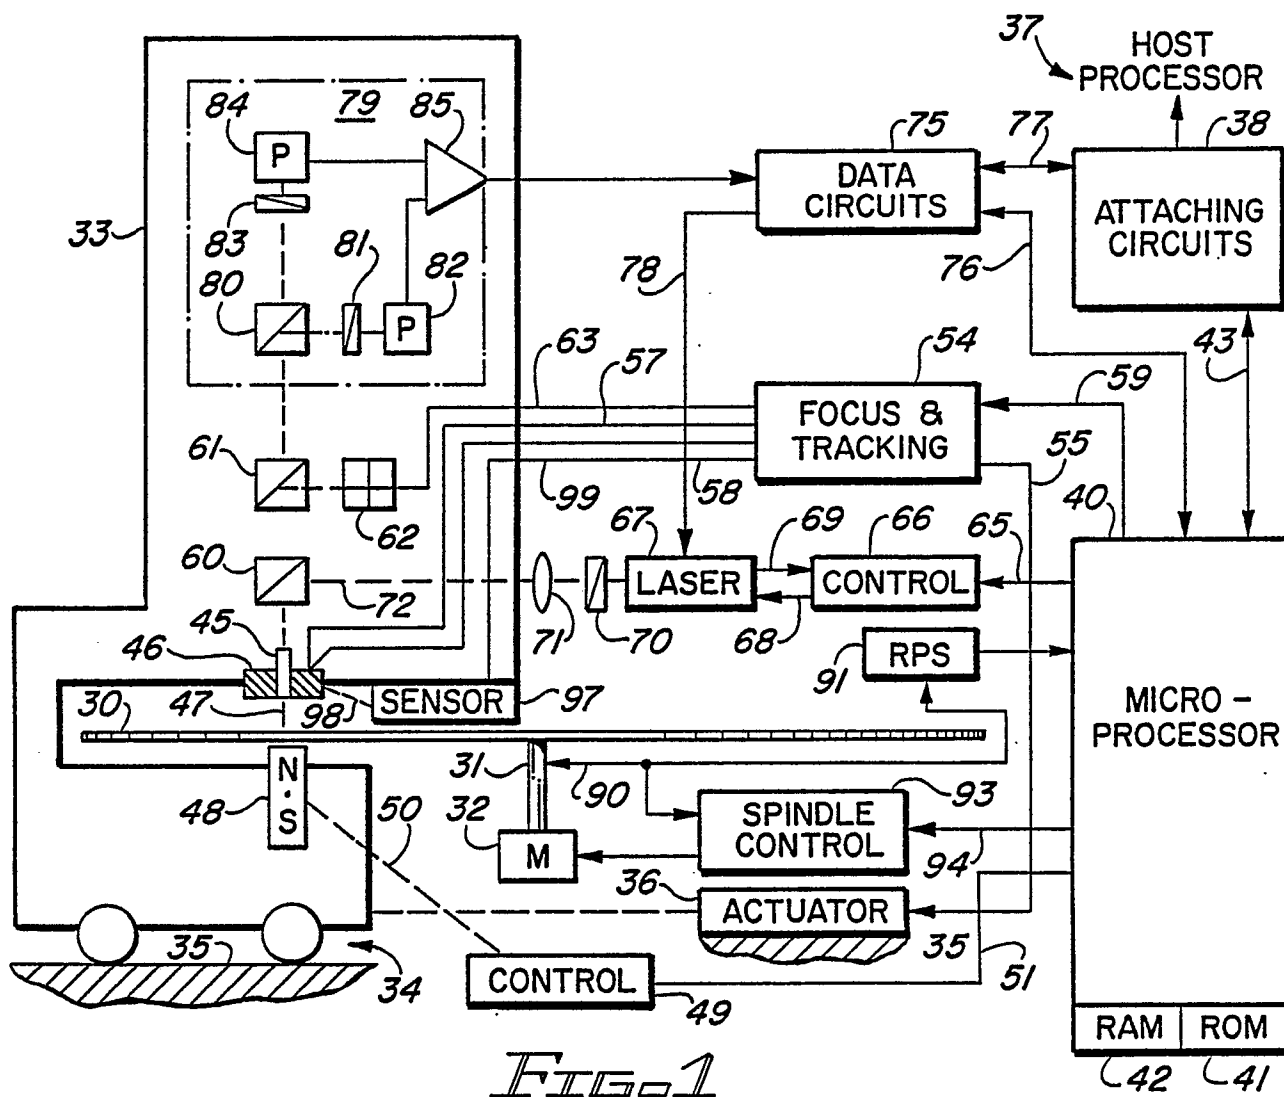 37
HOST
PROCESSOR
84
79
85
75
77
38
P
DATA
CIRCUITS
ATTACHING
CIRCUITS
33
83
81
82
78
76
80
P
63
57
54
43
59
FOCUS &
TRACKING
61
55
99
58
40
62
67
69
66
65
60
LASER
CONTROL
72
71
70
68
45
46
91
RPS
SENSOR
97
47
98
30
MICRO -
PROCESSOR
31
90
93
N
.
S
48
50
32
SPINDLE
CONTROL
M
94
36
ACTUATOR
35
35
34
51
CONTROL
49
RAM
ROM
42
41
FIG. 1